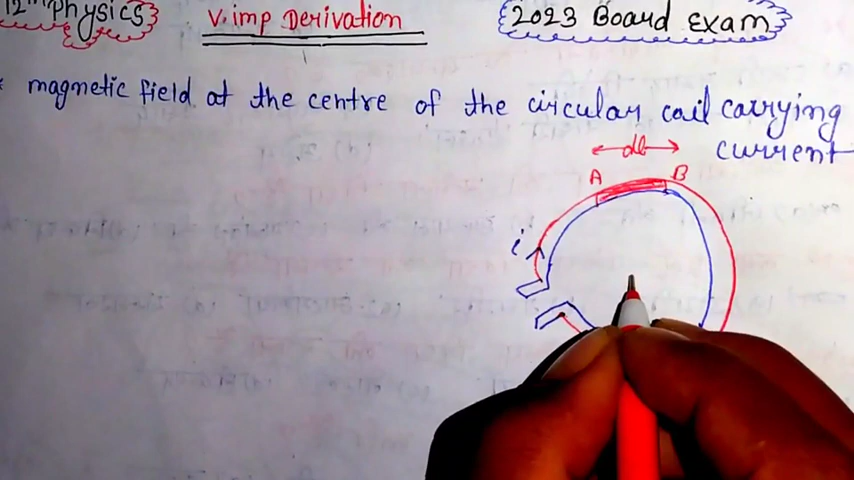 12th Physics
V. imp Derivation
2023 Board Exam
* magnetic field at the centre of the circular coil carrying
current
dl
A
B
i